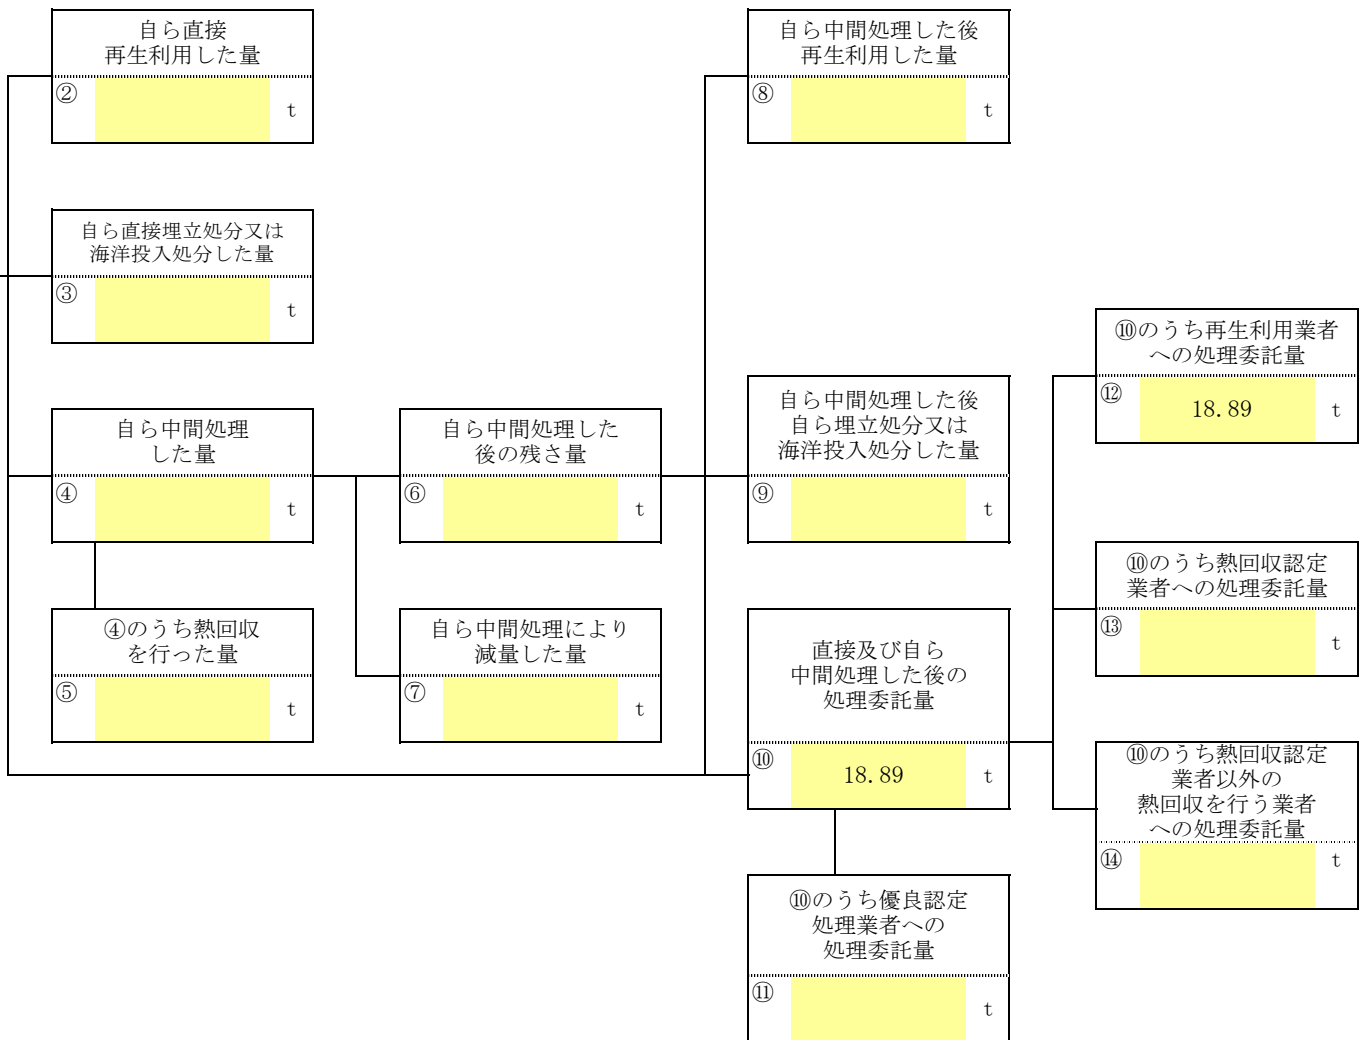 自ら直接
再生利用した量
②
t
自ら中間処理した後
再生利用した量
⑧
t
自ら直接埋立処分又は
海洋投入処分した量
③
t
⑩のうち再生利用業者
への処理委託量
⑫
18.89
t
自ら中間処理
した量
④
t
自ら中間処理した
後の残さ量
⑥
t
自ら中間処理した後
自ら埋立処分又は
海洋投入処分した量
⑨
t
⑩のうち熱回収認定
業者への処理委託量
⑬
t
④のうち熱回収
を行った量
⑤
t
自ら中間処理により
減量した量
⑦
t
直接及び自ら
中間処理した後の
処理委託量
⑩
18.89
t
⑩のうち熱回収認定
業者以外の
熱回収を行う業者
への処理委託量
⑭
t
⑩のうち優良認定
処理業者への
処理委託量
⑪
t